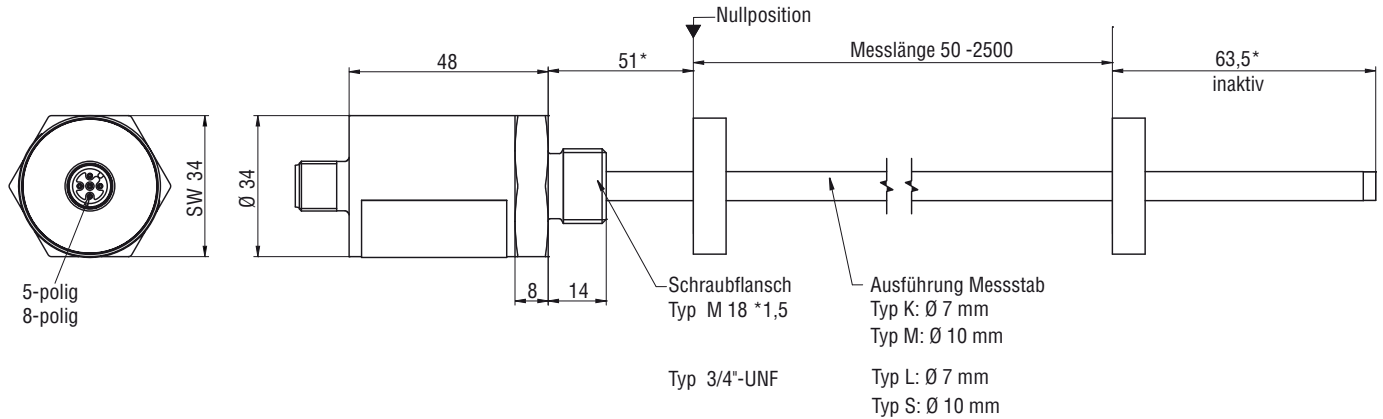 Nullposition
48
51*
Messlänge 50 -2500
63,5*
inaktiv
SW 34
Ø 34
5-polig
8-polig
8
14
Schraubflansch
Typ M 18 *1,5
Typ 3/4"-UNF
Ausführung Messstab
Typ K: Ø 7 mm
Typ M: Ø 10 mm
Typ L: Ø 7 mm
Typ S: Ø 10 mm